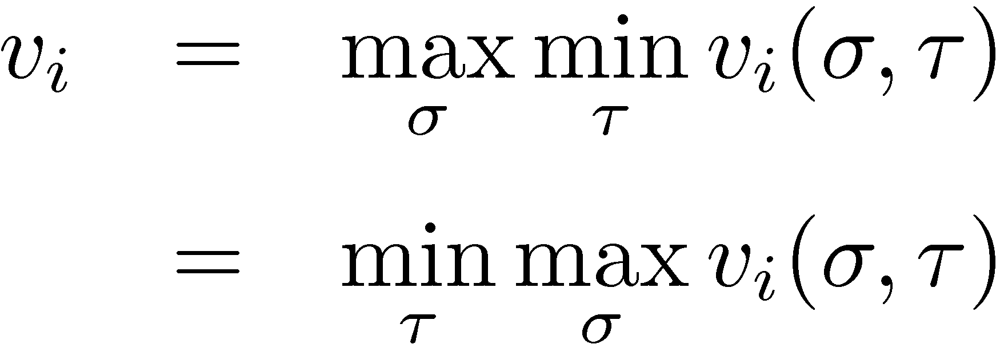 $v_i = \max_{\sigma} \min_{\tau} v_i(\sigma, \tau)$
$= \min_{\tau} \max_{\sigma} v_i(\sigma, \tau)$